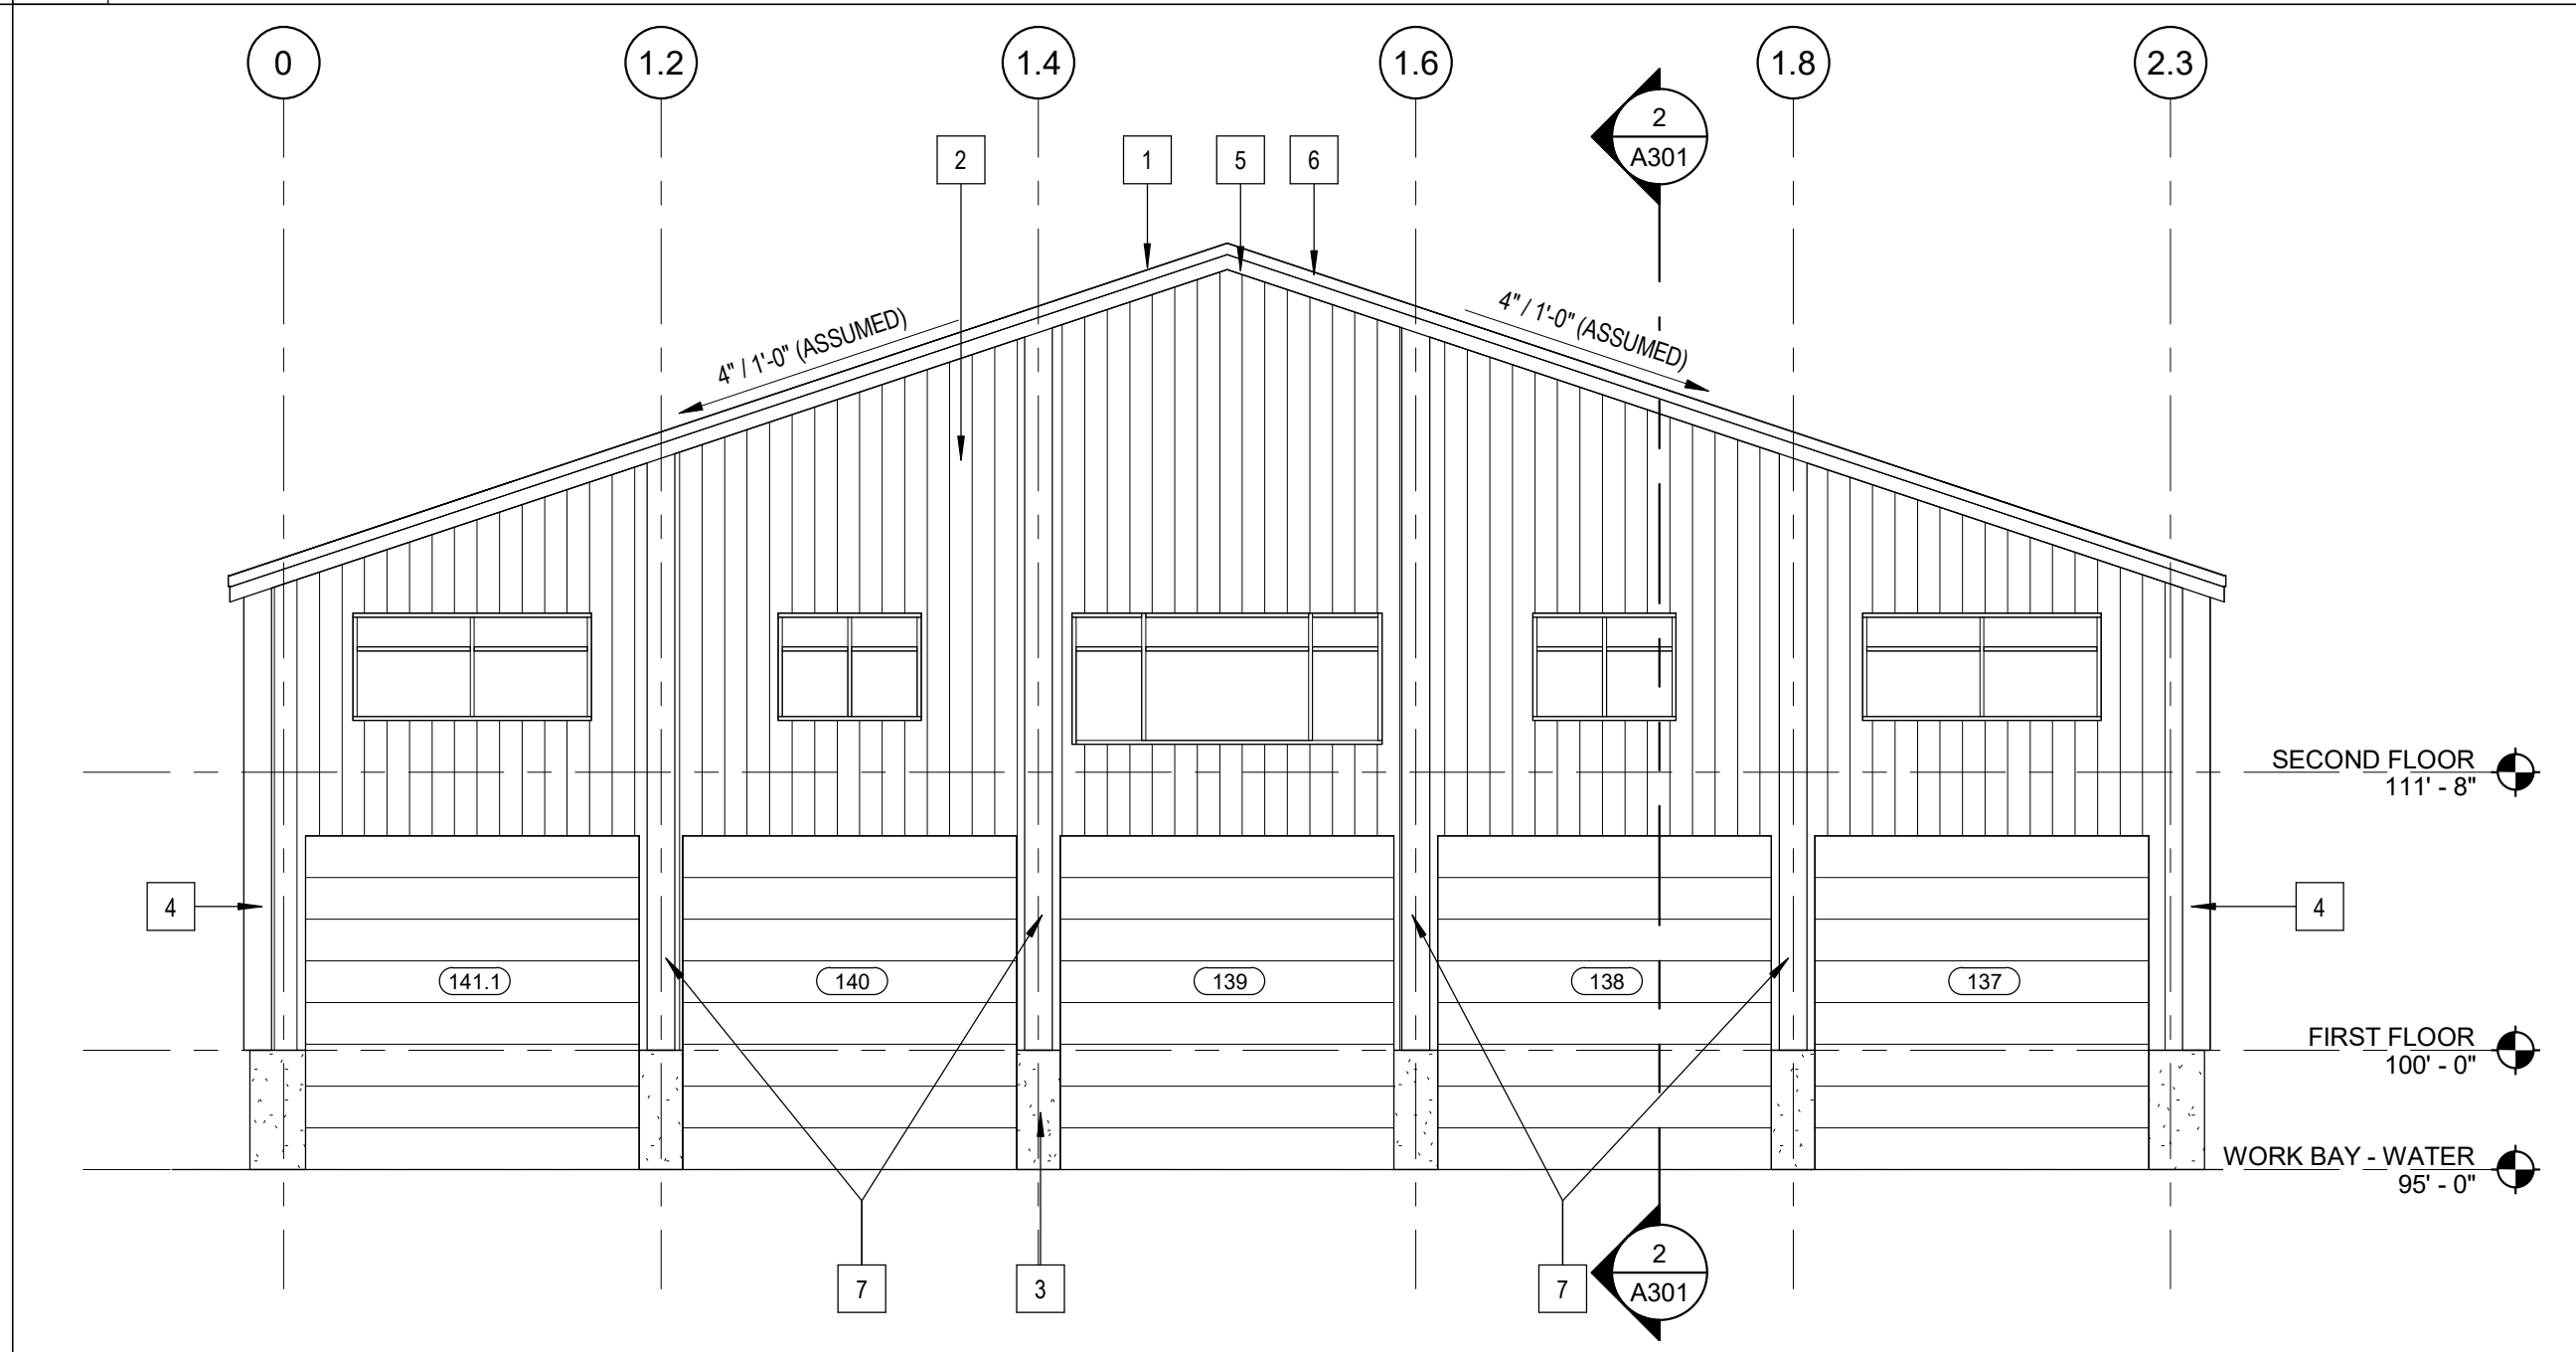 0
1.2
1.4
1.6
1.8
2.3
2
A301
2
1
5
6
4" / 1'-0" (ASSUMED)
4" / 1'-0" (ASSUMED)
SECOND FLOOR
111' - 8"
4
4
141.1
140
139
138
137
FIRST FLOOR
100' - 0"
WORK BAY - WATER
95' - 0"
7
3
7
2
A301